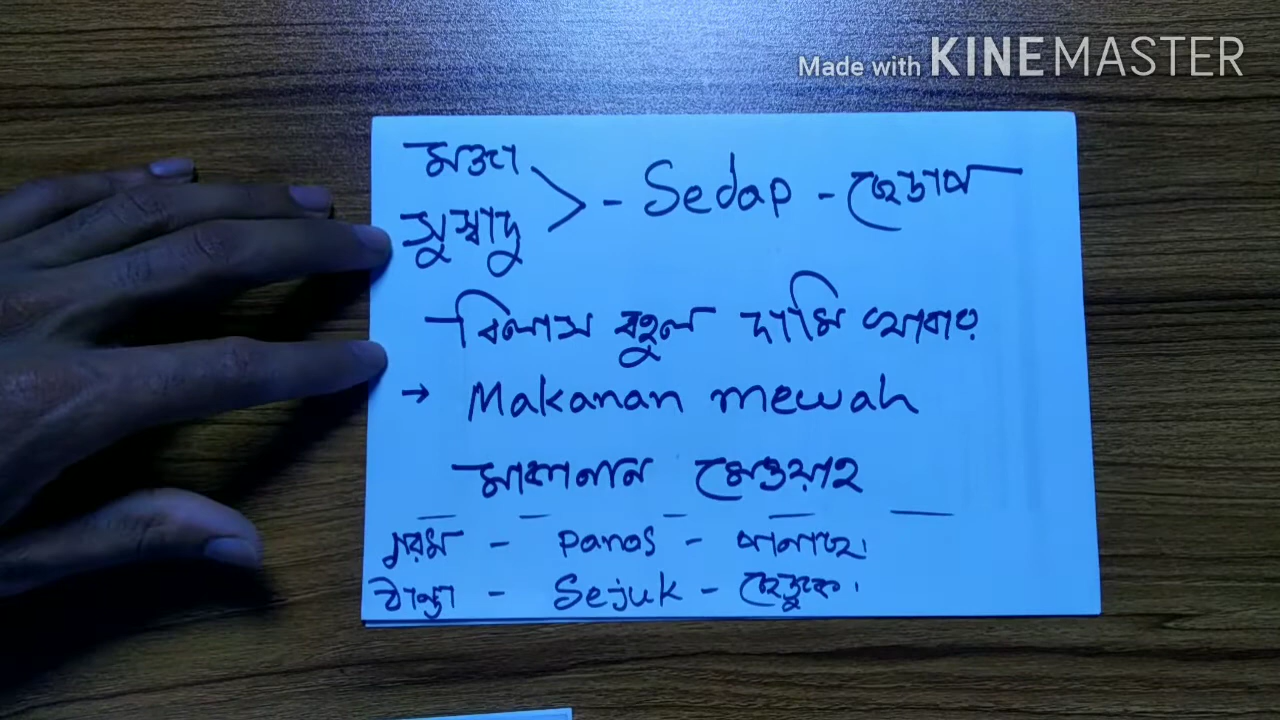 Made with KINEMASTER
মজা
সুস্বাদু > - Sedap - ছেডাপ
বিলাস বহুল দামি খাবার
→ Makanan mewah
মাকানান মেওয়াহ
গরম - panas - পানাছ।
ঠান্ডা - Sejuk -